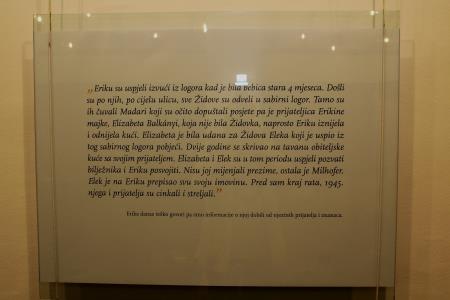 „Eriku su uspjeli izvući iz logora kad je bila bebica stara 4 mjeseca. Došli
su po njih, po cijelu ulicu, sve Židove su odveli u sabirni logor. Tamo su
ih čuvali Mađari koji su očito dopuštali posjete pa je prijateljica Erikine
majke, Elizabeta Balkányi, koja nije bila Židovka, naprosto Eriku iznijela
i odnijela kući. Elizabeta je bila udana za Židova Eleka koji je uspio iz
tog sabirnog logora pobjeći. Dvije godine se skrivao na tavanu obiteljske
kuće sa svojim prijateljem. Elizabeta i Elek su u tom periodu uspjeli pozvati
bilježnika i Eriku posvojiti. Nisu joj mijenjali prezime, ostala je Milhofer.
Elek je na Eriku prepisao svu svoju imovinu. Pred sam kraj rata, 1945.
njega i prijatelja su cinkali i streljali.”
Erika danas teško govori pa smo informacije o njoj dobili od njezinih prijatelja i znanaca.